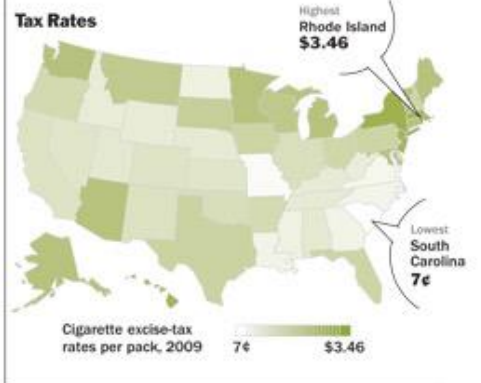 Tax Rates
Highest
Rhode Island
$3.46
Lowest
South
Carolina
7¢
Cigarette excise-tax
rates per pack, 2009
7¢
$3.46